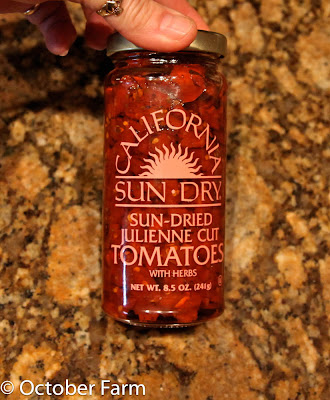 CALIFORNIA
SUN·DRY
SUN-DRIED
JULIENNE CUT
TOMATOES
WITH HERBS
NET WT. 8.5 OZ. (241g)
© October Farm